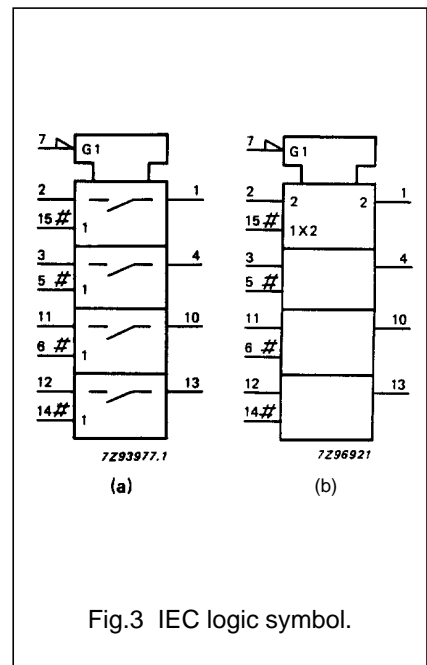 7 G1 7 G1
2 1 2 2 2 1
15 # 1 15 # 1X2
3 4 3 4
5 # 1 5 #
11 10 11 10
6 # 1 6 #
12 13 12 13
14 # 1 14 #
7Z93977.1 7Z96921
(a) (b)
Fig.3 IEC logic symbol.